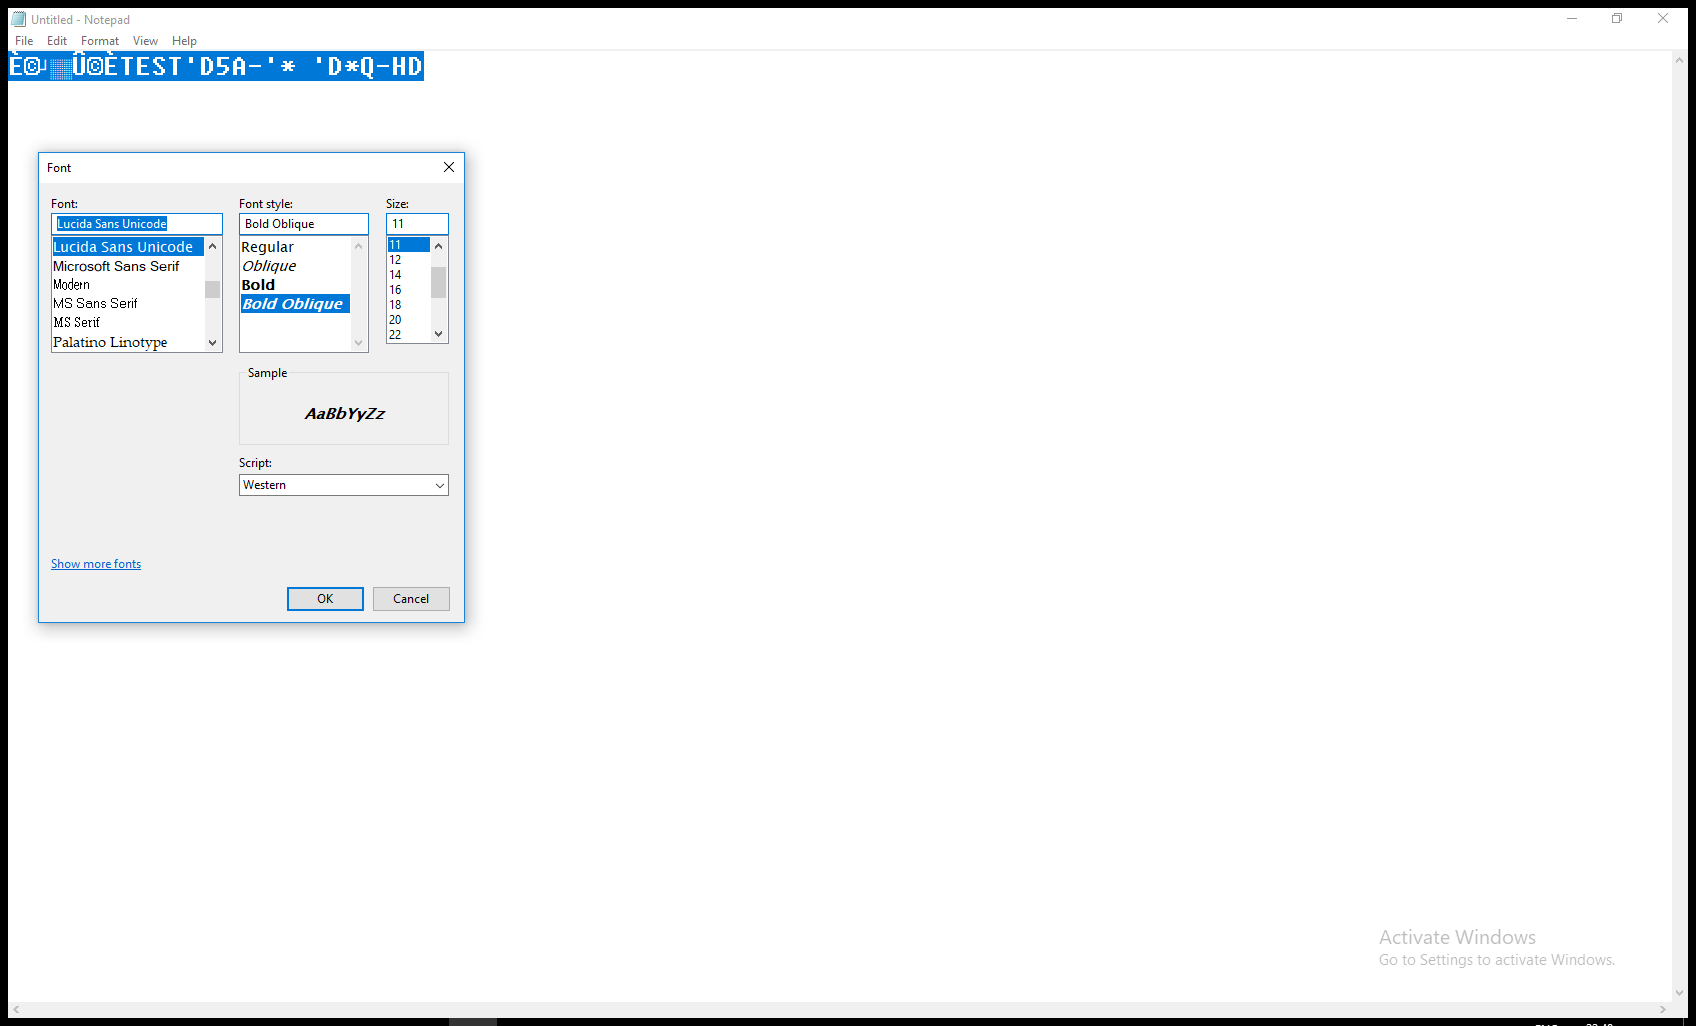 Untitled - Notepad
File Edit Format View Help
TEST'D5A-'* 'D*Q-HD
Font
Font:
Lucida Sans Unicode
Lucida Sans Unicode
Microsoft Sans Serif
Modern
MS Sans Serif
MS Serif
Palatino Linotype
Font style:
Bold Oblique
Regular
Oblique
Bold
Bold Oblique
Size:
11
11
12
14
16
18
20
22
Sample
AaBbYyZz
Script:
Western
Show more fonts
OK Cancel
Activate Windows
Go to Settings to activate Windows.